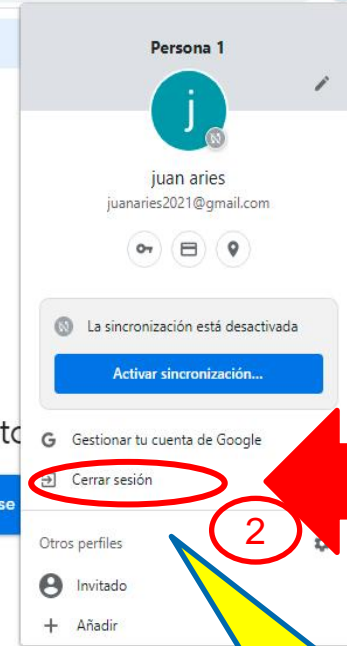 Persona 1
j
juan aries
juanaries2021@gmail.com
La sincronización está desactivada
Activar sincronización...
G Gestionar tu cuenta de Google
Cerrar sesión
2
Otros perfiles
Invitado
+ Añadir